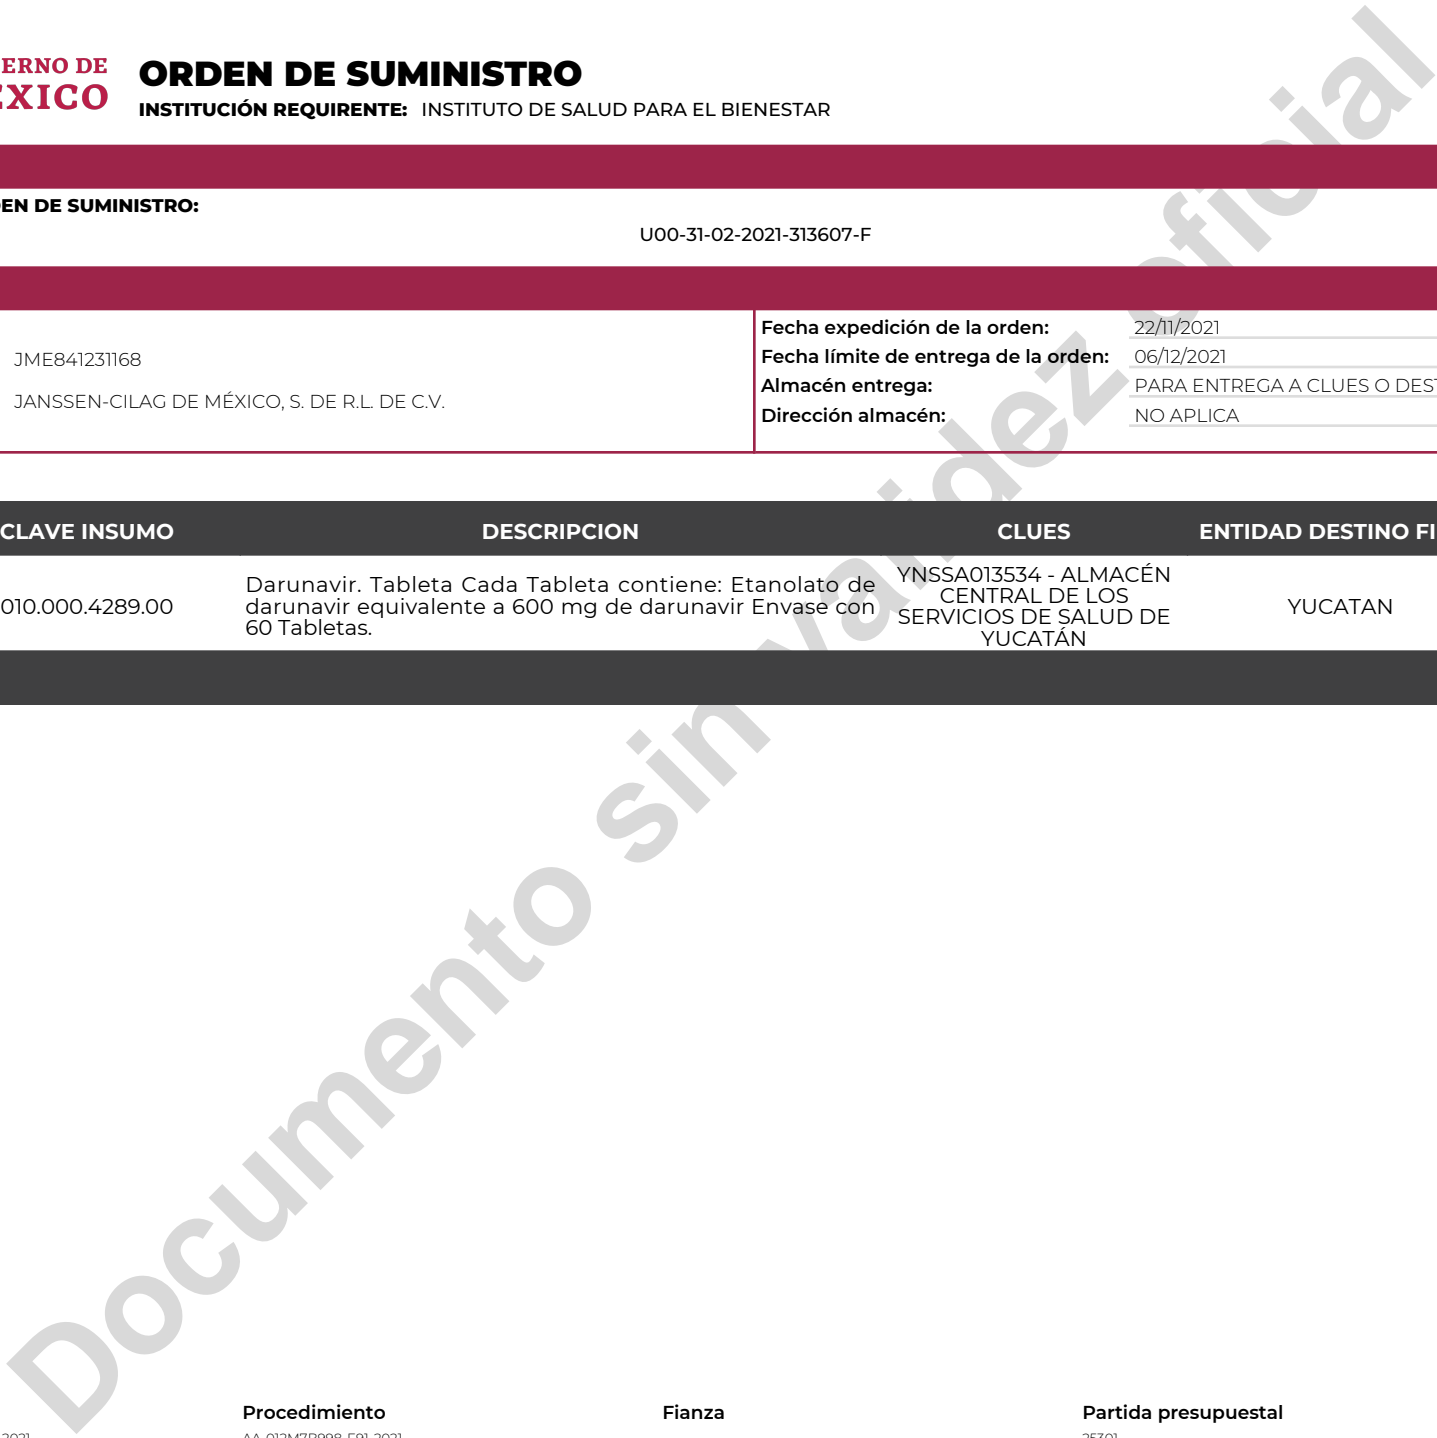 ERNO DE
EXICO
ORDEN DE SUMINISTRO
INSTITUCIÓN REQUIRENTE: INSTITUTO DE SALUD PARA EL BIENESTAR
EN DE SUMINISTRO:
U00-31-02-2021-313607-F
JME841231168
JANSSEN-CILAG DE MÉXICO, S. DE R.L. DE C.V.
Fecha expedición de la orden: 22/11/2021
Fecha límite de entrega de la orden: 06/12/2021
Almacén entrega: PARA ENTREGA A CLUES O DEST
Dirección almacén: NO APLICA
CLAVE INSUMO DESCRIPCION CLUES ENTIDAD DESTINO FI
010.000.4289.00
Darunavir. Tableta Cada Tableta contiene: Etanolato de
darunavir equivalente a 600 mg de darunavir Envase con
60 Tabletas.
YNSSA013534 - ALMACÉN
CENTRAL DE LOS
SERVICIOS DE SALUD DE
YUCATÁN
YUCATAN
Documento sin validez oficial
Procedimiento Fianza Partida presupuestal